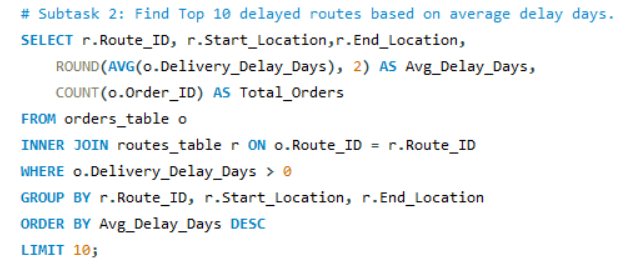 # Subtask 2: Find Top 10 delayed routes based on average delay days.
SELECT r.Route_ID, r.Start_Location,r.End_Location,
    ROUND(AVG(o.Delivery_Delay_Days), 2) AS Avg_Delay_Days,
    COUNT(o.Order_ID) AS Total_Orders
FROM orders_table o
INNER JOIN routes_table r ON o.Route_ID = r.Route_ID
WHERE o.Delivery_Delay_Days > 0
GROUP BY r.Route_ID, r.Start_Location, r.End_Location
ORDER BY Avg_Delay_Days DESC
LIMIT 10;